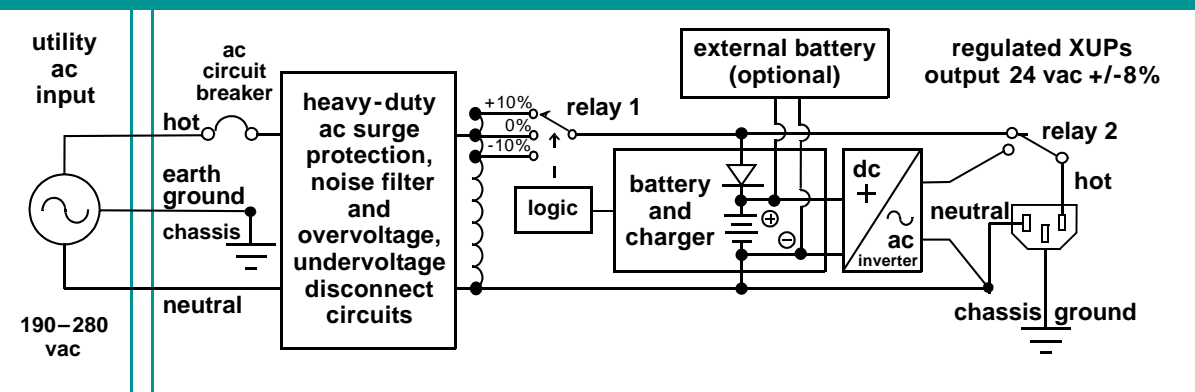 utility
ac
input
190–280
vac
ac
circuit
breaker
hot
earth
ground
chassis
neutral
heavy-duty
ac surge
protection,
noise filter
and
overvoltage,
undervoltage
disconnect
circuits
+10%
0%
-10%
relay 1
logic
external battery
(optional)
battery
and
charger
+
−
dc
+
ac
inverter
regulated XUPs
output 24 vac +/-8%
relay 2
hot
neutral
chassis ground